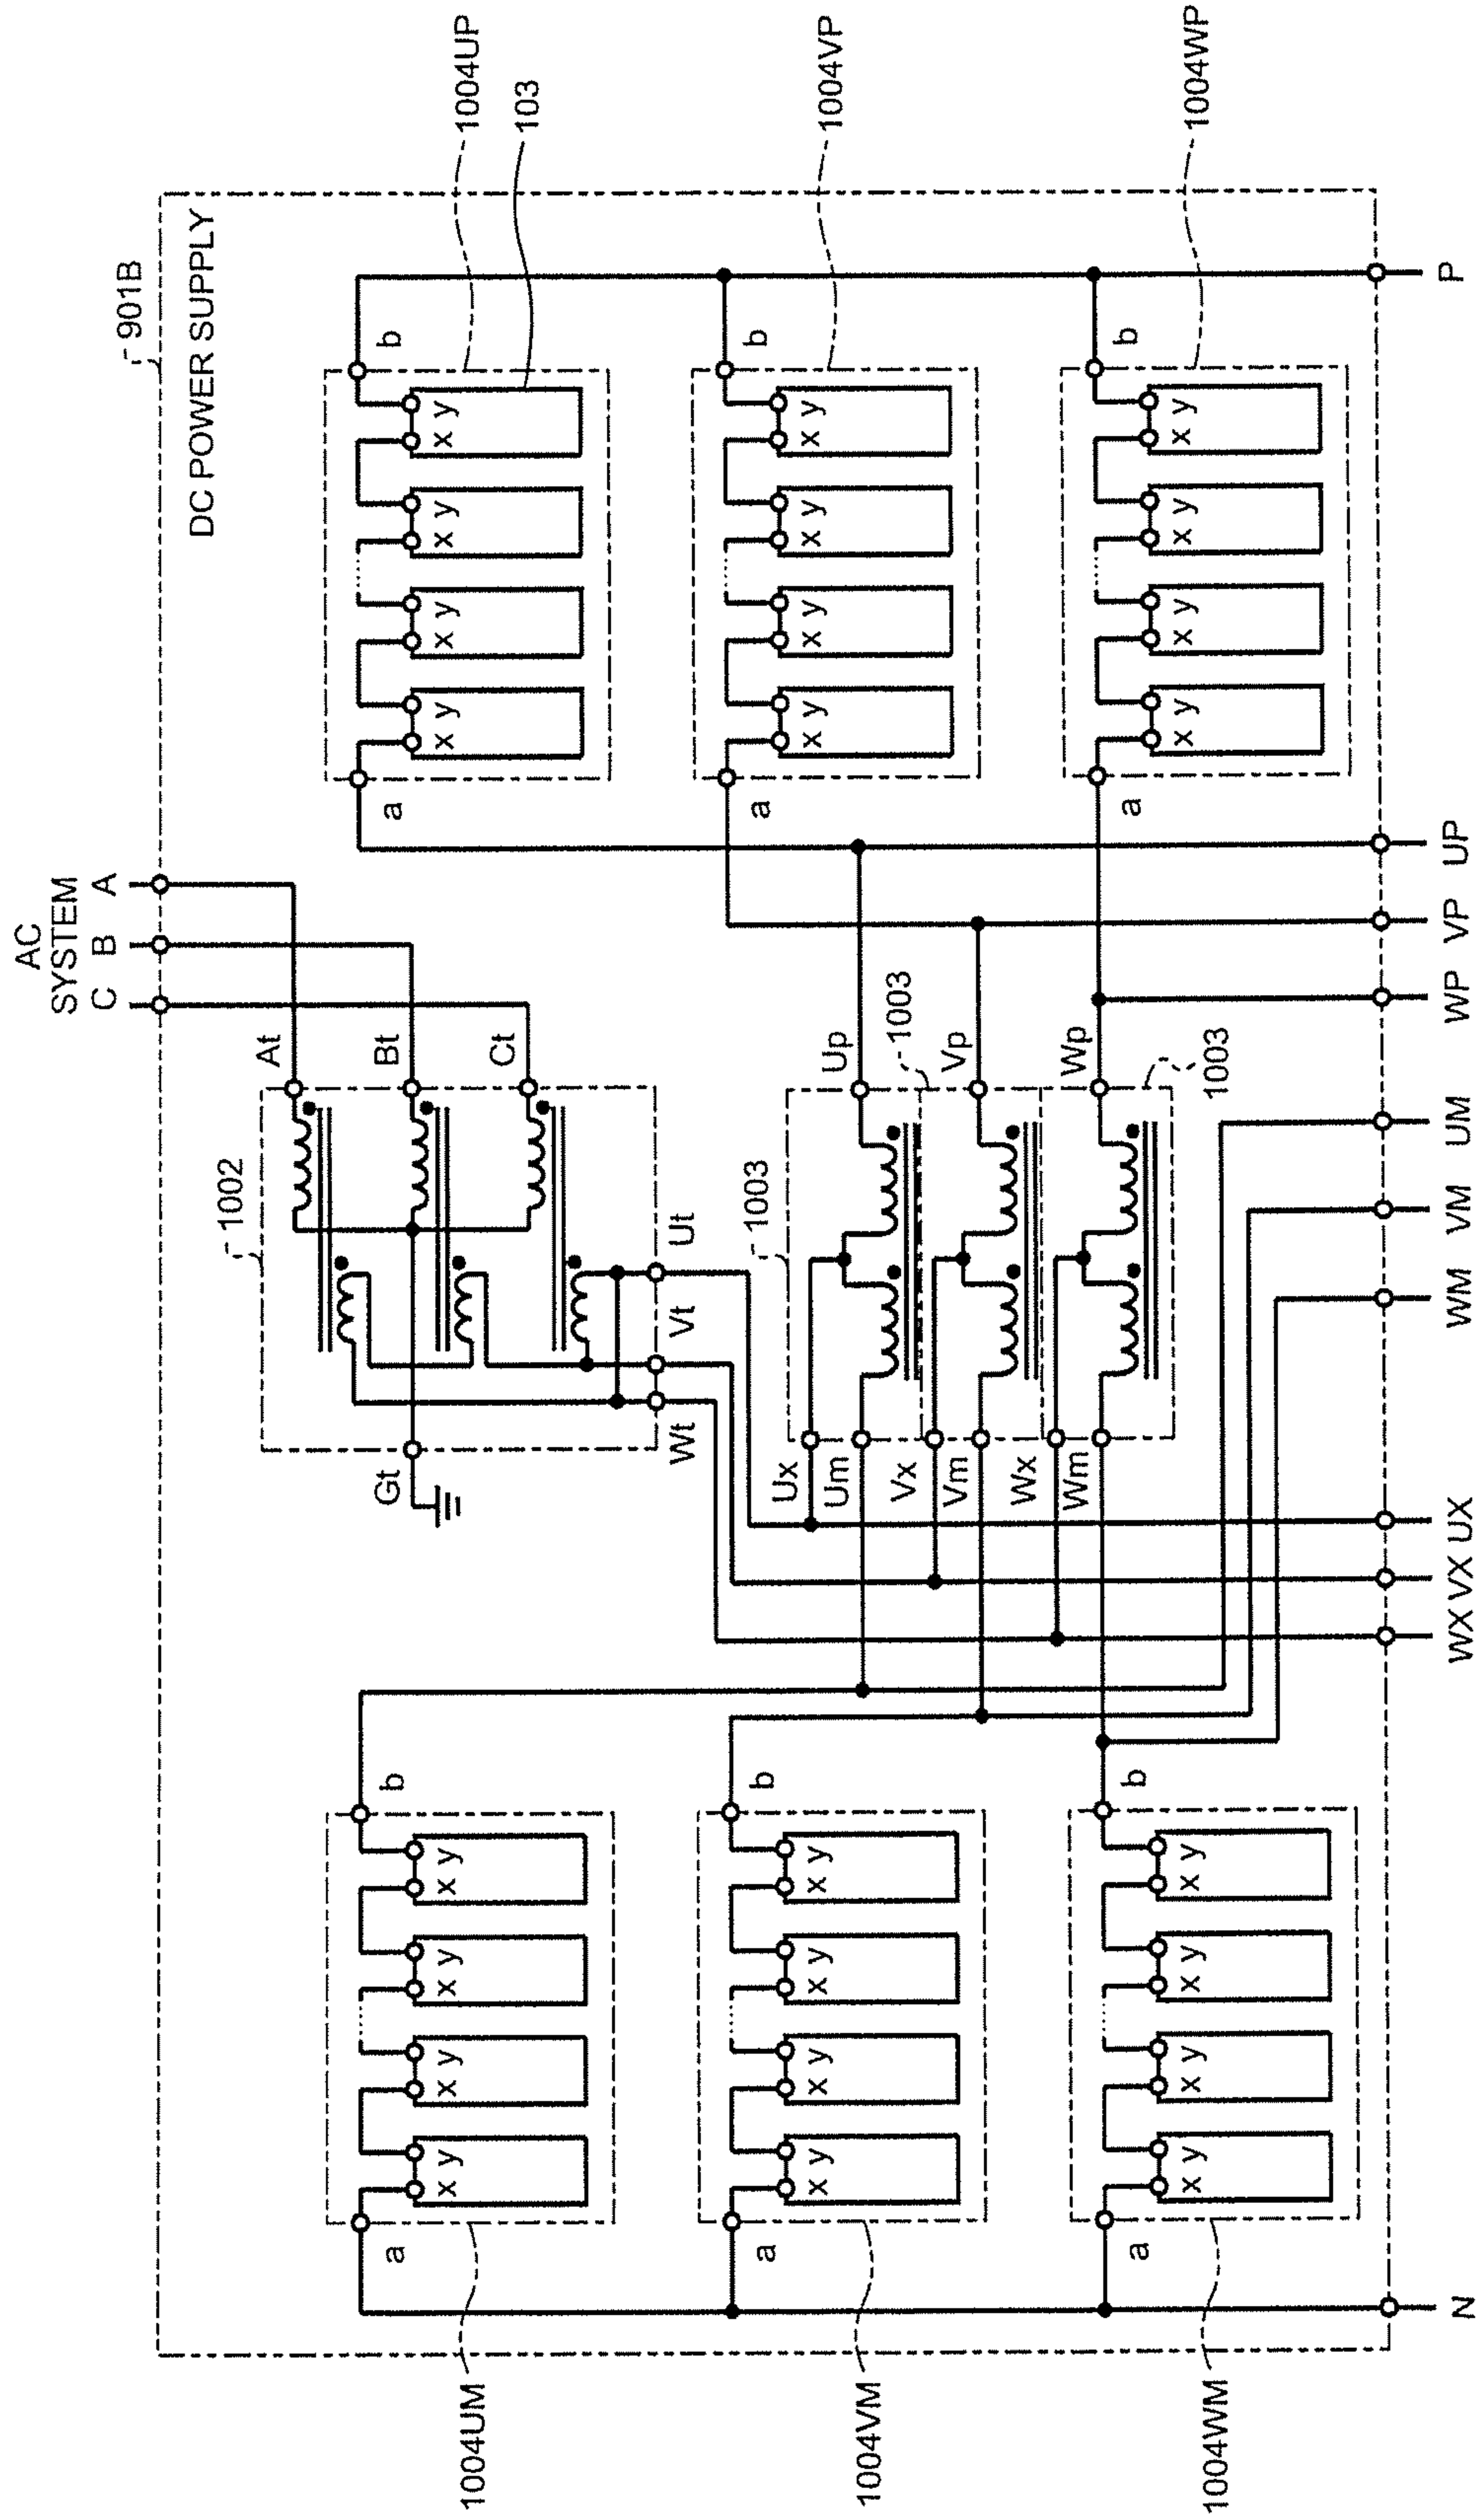 901B
DC POWER SUPPLY
AC
SYSTEM
A
B
C
1002
At
Bt
Ct
Gt
Ut
Vt
Wt
1004UP
103
b
x y
x y
x y
x y
a
1004VP
b
x y
x y
x y
x y
a
1004WP
b
x y
x y
x y
x y
a
1003
1003
1003
Up
Vp
Wp
Ux
Um
Vx
Vm
Wx
Wm
1004UM
a
x y
x y
x y
x y
b
1004VM
a
x y
x y
x y
x y
b
1004WM
a
x y
x y
x y
x y
b
N
WX
VX
UX
WM
VM
UM
WP
VP
UP
P